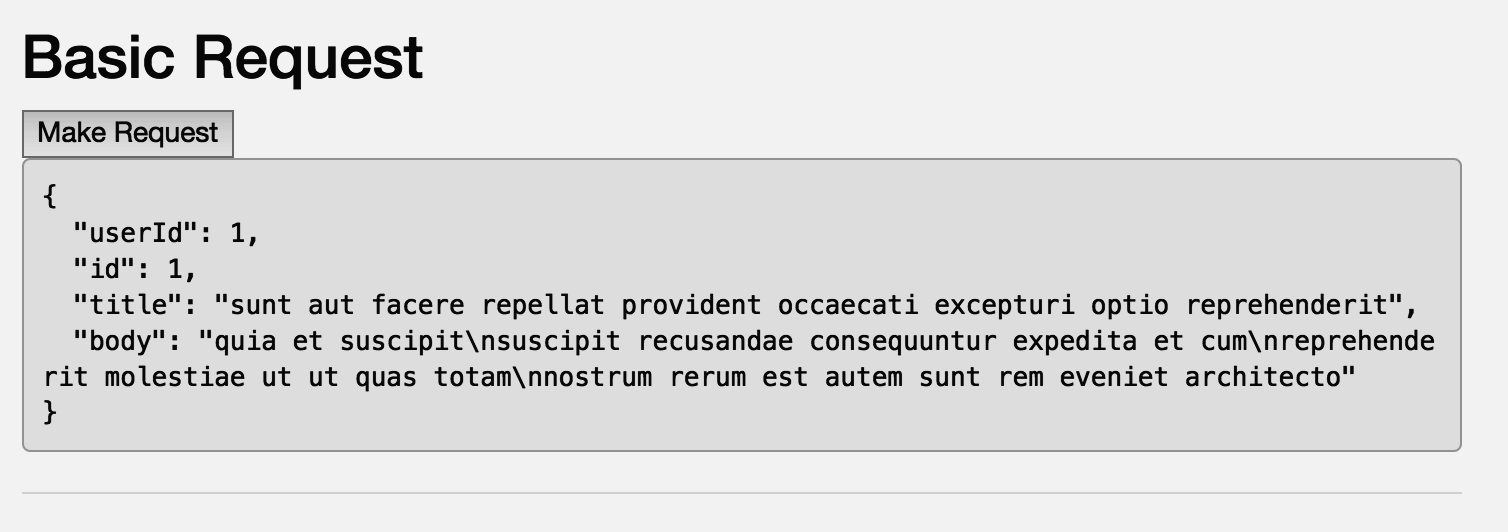 Basic Request
Make Request
{
  "userId": 1,
  "id": 1,
  "title": "sunt aut facere repellat provident occaecati excepturi optio reprehenderit",
  "body": "quia et suscipit\nsuscipit recusandae consequuntur expedita et cum\nreprehende
rit molestiae ut ut quas totam\nnostrum rerum est autem sunt rem eveniet architecto"
}